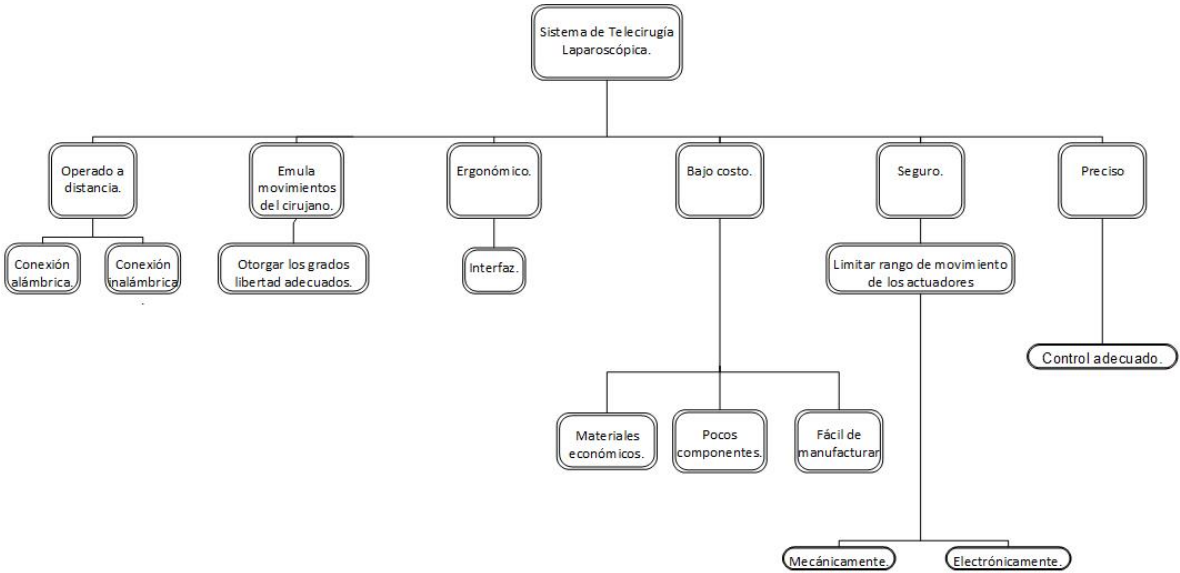 Sistema de Telecirugía
Laparoscópica.
Operado a
distancia.
Emula
movimientos
del cirujano.
Ergonómico.
Bajo costo.
Seguro.
Preciso
Conexión
alámbrica.
Conexión
inalámbrica
.
Otorgar los grados
libertad adecuados.
Interfaz.
Limitar rango de movimiento
de los actuadores
Control adecuado.
Materiales
económicos.
Pocos
componentes.
Fácil de
manufacturar
Mecánicamente.
Electrónicamente.